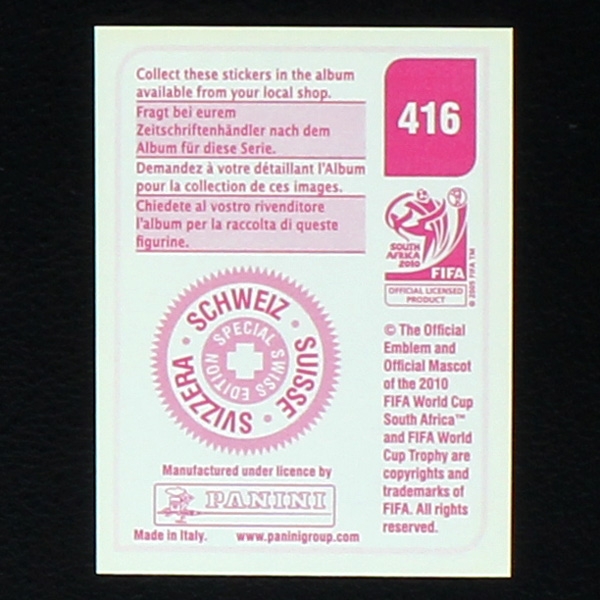 Collect these stickers in the album
available from your local shop.
Fragt bei eurem
Zeitschriftenhändler nach dem
Album für diese Serie.
Demandez à votre détaillant l'Album
pour la collection de ces images.
Chiedete al vostro rivenditore
l'album per la raccolta di queste
figurine.
416
SOUTH
AFRICA
2010
FIFA
OFFICIAL LICENSED
PRODUCT
© 2005 FIFA TM
SCHWEIZ • SUISSE • SVIZZERA •
SPECIAL SWISS EDITION
© The Official
Emblem and
Official Mascot
of the 2010
FIFA World Cup
South Africa™
and FIFA World
Cup Trophy are
copyrights and
trademarks of
FIFA. All rights
reserved.
Manufactured under licence by
PANINI
Made in Italy. www.paninigroup.com